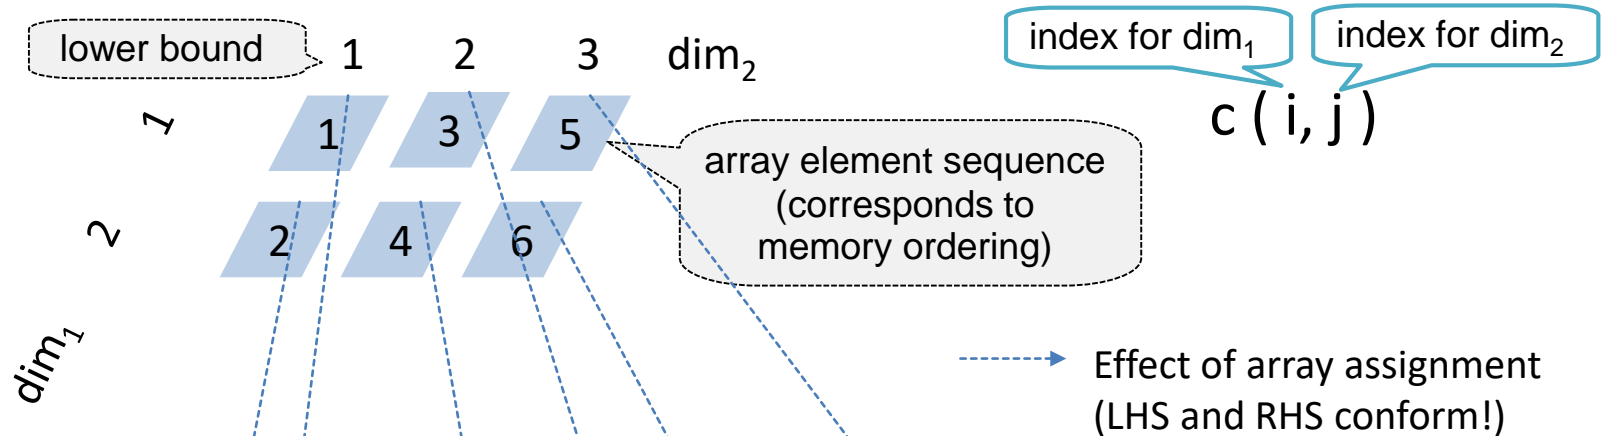 lower bound
1 2 3 dim₂
index for dim₁
index for dim₂
c ( i, j )
1
1 3 5
array element sequence
(corresponds to
memory ordering)
2
2 4 6
dim₁
Effect of array assignment
(LHS and RHS conform!)